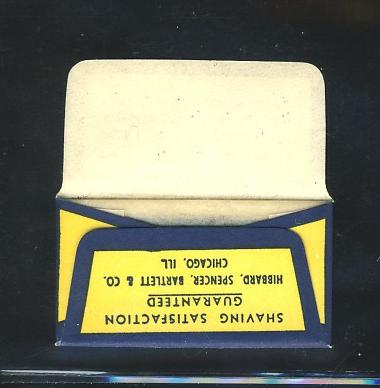 SHAVING SATISFACTION
GUARANTEED
HIBBARD, SPENCER, BARTLETT & CO.
CHICAGO, ILL